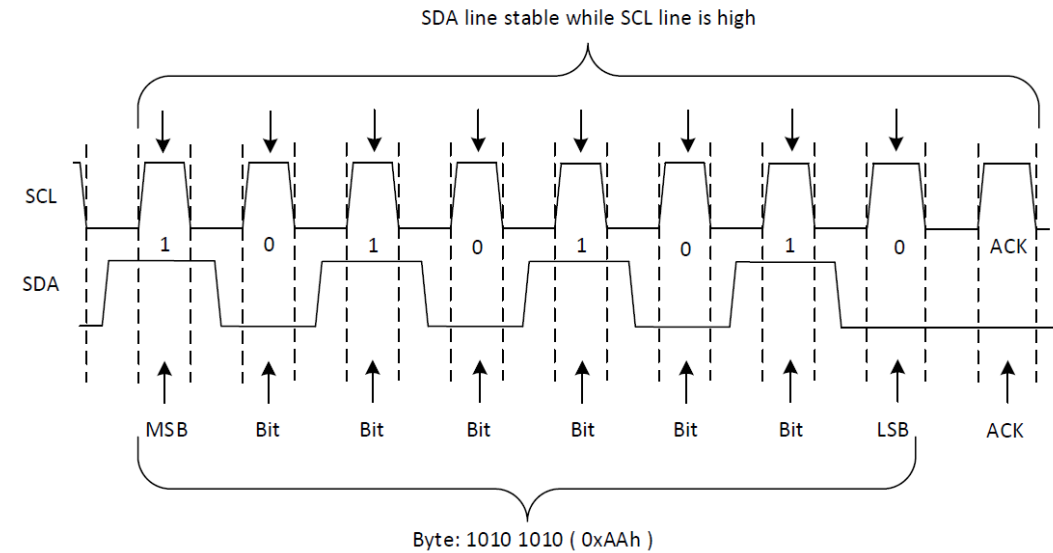 SDA line stable while SCL line is high
SCL
1 0 1 0 1 0 1 0 ACK
SDA
MSB Bit Bit Bit Bit Bit Bit LSB ACK
Byte: 1010 1010 ( 0xAAh )